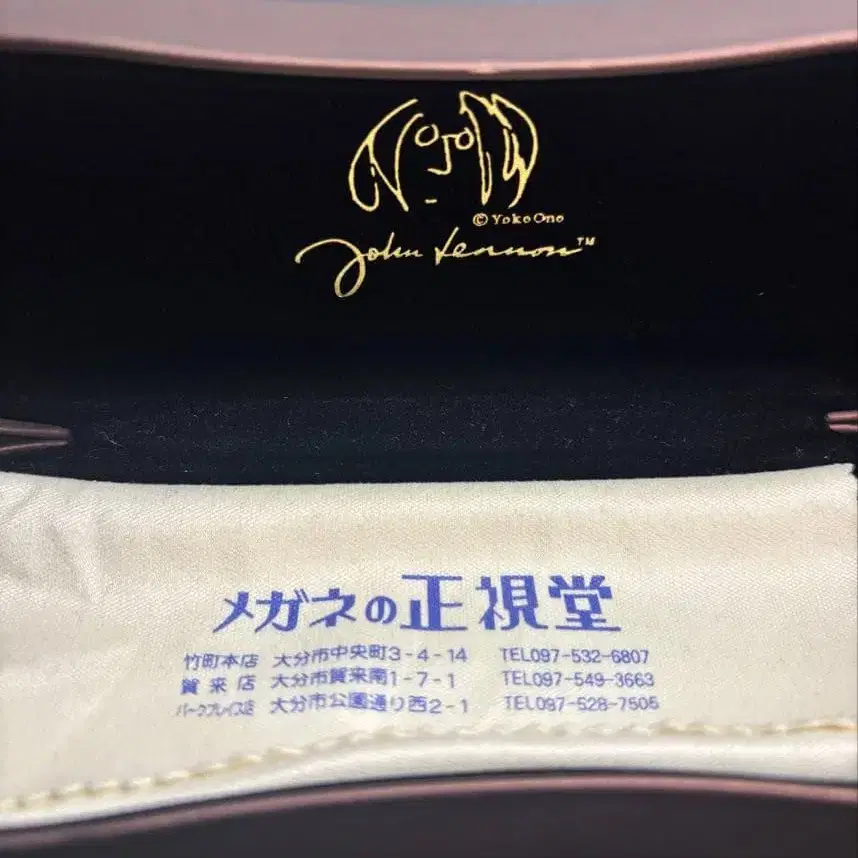 © Yoko Ono
John Lennon™
メガネの正視堂
竹町本店 大分市中央町3-4-14 TEL097-532-6807
賀来店 大分市賀来南1-7-1 TEL097-549-3663
パークプレイス店 大分市公園通り西2-1 TEL097-528-7505